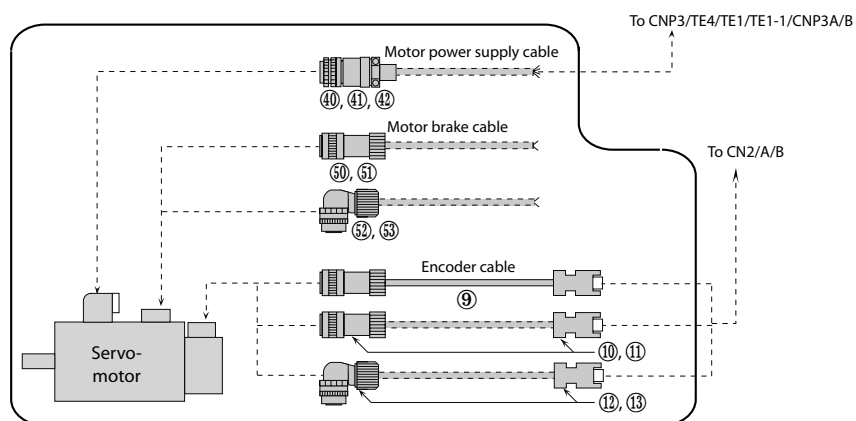 To CNP3/TE4/TE1/TE1-1/CNP3A/B
Motor power supply cable
㊵, ㊶, ㊷
Motor brake cable
㊿, 51
To CN2/A/B
52, 53
Encoder cable
⑨
⑩, ⑪
Servo-
motor
⑫, ⑬